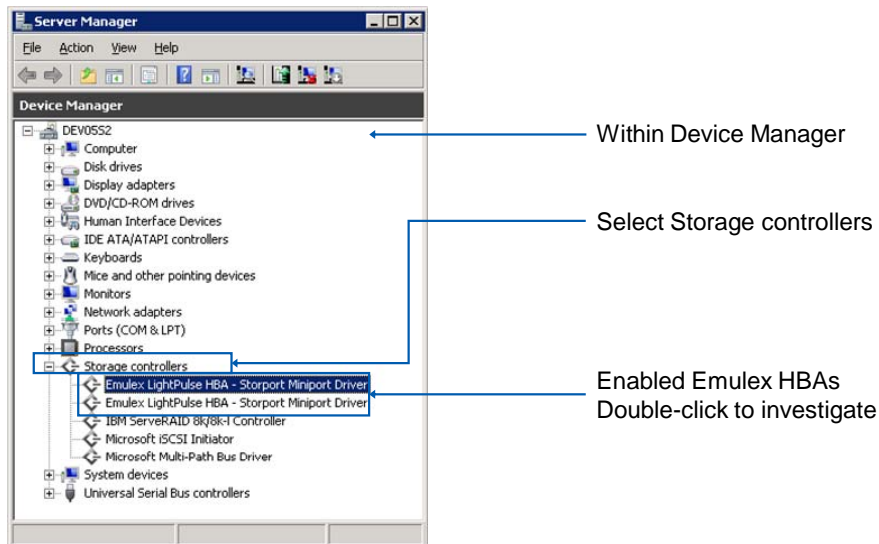 Server Manager
File Action View Help
Device Manager
DEV05S2
Computer
Disk drives
Display adapters
DVD/CD-ROM drives
Human Interface Devices
IDE ATA/ATAPI controllers
Keyboards
Mice and other pointing devices
Monitors
Network adapters
Ports (COM & LPT)
Processors
Storage controllers
Emulex LightPulse HBA - Storport Miniport Driver
Emulex LightPulse HBA - Storport Miniport Driver
IBM ServeRAID 8k/8k-l Controller
Microsoft iSCSI Initiator
Microsoft Multi-Path Bus Driver
System devices
Universal Serial Bus controllers
Within Device Manager
Select Storage controllers
Enabled Emulex HBAs
Double-click to investigate